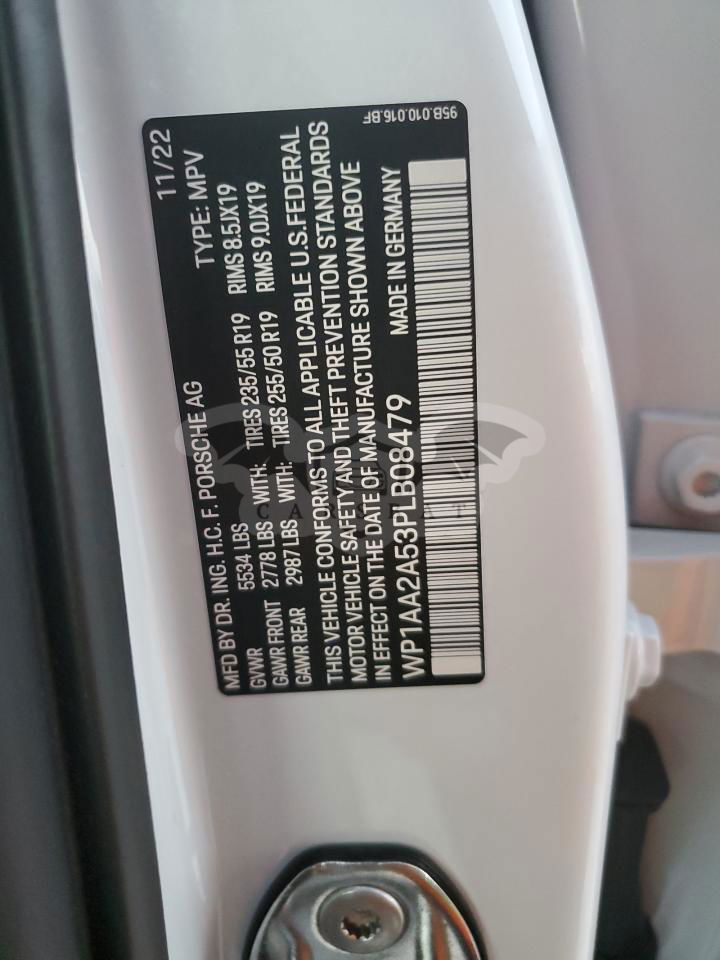 11/22
MFD BY DR. ING. H.C. F. PORSCHE AG TYPE: MPV
GVWR 5534 LBS
GAWR FRONT 2778 LBS WITH: TIRES 235/55 R19 RIMS 8.5JX19
GAWR REAR 2987 LBS WITH: TIRES 255/50 R19 RIMS 9.0JX19
THIS VEHICLE CONFORMS TO ALL APPLICABLE U.S. FEDERAL
MOTOR VEHICLE SAFETY AND THEFT PREVENTION STANDARDS
IN EFFECT ON THE DATE OF MANUFACTURE SHOWN ABOVE
WP1AA2A53PLB08479 MADE IN GERMANY
95B.010.016.BF